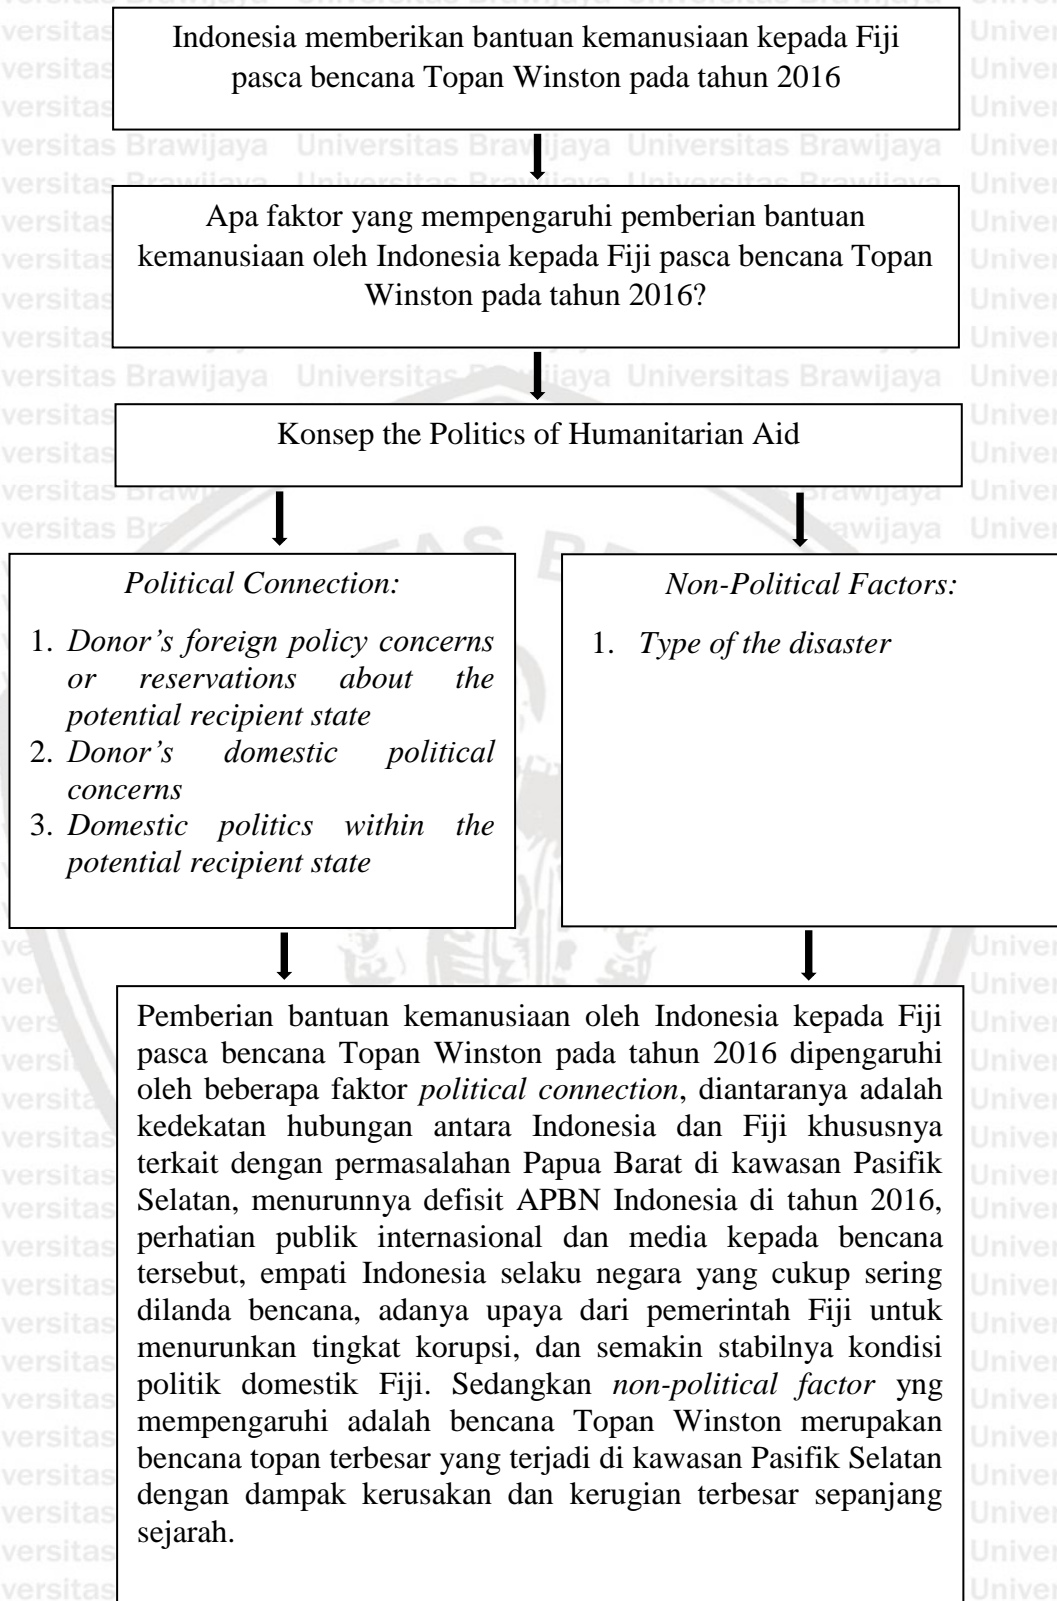 Indonesia memberikan bantuan kemanusiaan kepada Fiji
pasca bencana Topan Winston pada tahun 2016
Apa faktor yang mempengaruhi pemberian bantuan
kemanusiaan oleh Indonesia kepada Fiji pasca bencana Topan
Winston pada tahun 2016?
Konsep the Politics of Humanitarian Aid
Political Connection:
1. Donor's foreign policy concerns
or reservations about the
potential recipient state
2. Donor's domestic political
concerns
3. Domestic politics within the
potential recipient state
Non-Political Factors:
1. Type of the disaster
Pemberian bantuan kemanusiaan oleh Indonesia kepada Fiji
pasca bencana Topan Winston pada tahun 2016 dipengaruhi
oleh beberapa faktor political connection, diantaranya adalah
kedekatan hubungan antara Indonesia dan Fiji khususnya
terkait dengan permasalahan Papua Barat di kawasan Pasifik
Selatan, menurunnya defisit APBN Indonesia di tahun 2016,
perhatian publik internasional dan media kepada bencana
tersebut, empati Indonesia selaku negara yang cukup sering
dilanda bencana, adanya upaya dari pemerintah Fiji untuk
menurunkan tingkat korupsi, dan semakin stabilnya kondisi
politik domestik Fiji. Sedangkan non-political factor yng
mempengaruhi adalah bencana Topan Winston merupakan
bencana topan terbesar yang terjadi di kawasan Pasifik Selatan
dengan dampak kerusakan dan kerugian terbesar sepanjang
sejarah.